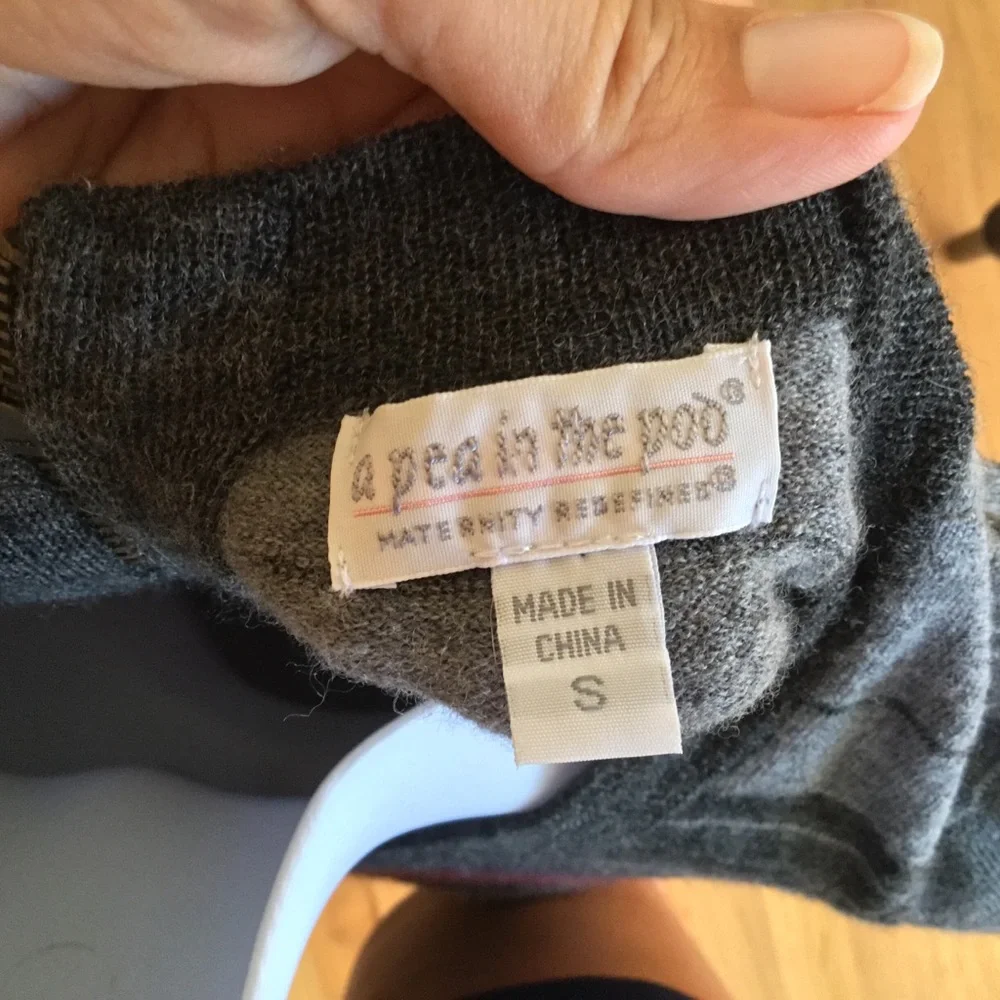 a pea in the pod®
MATERNITY REDEFINED®
MADE IN
CHINA
S